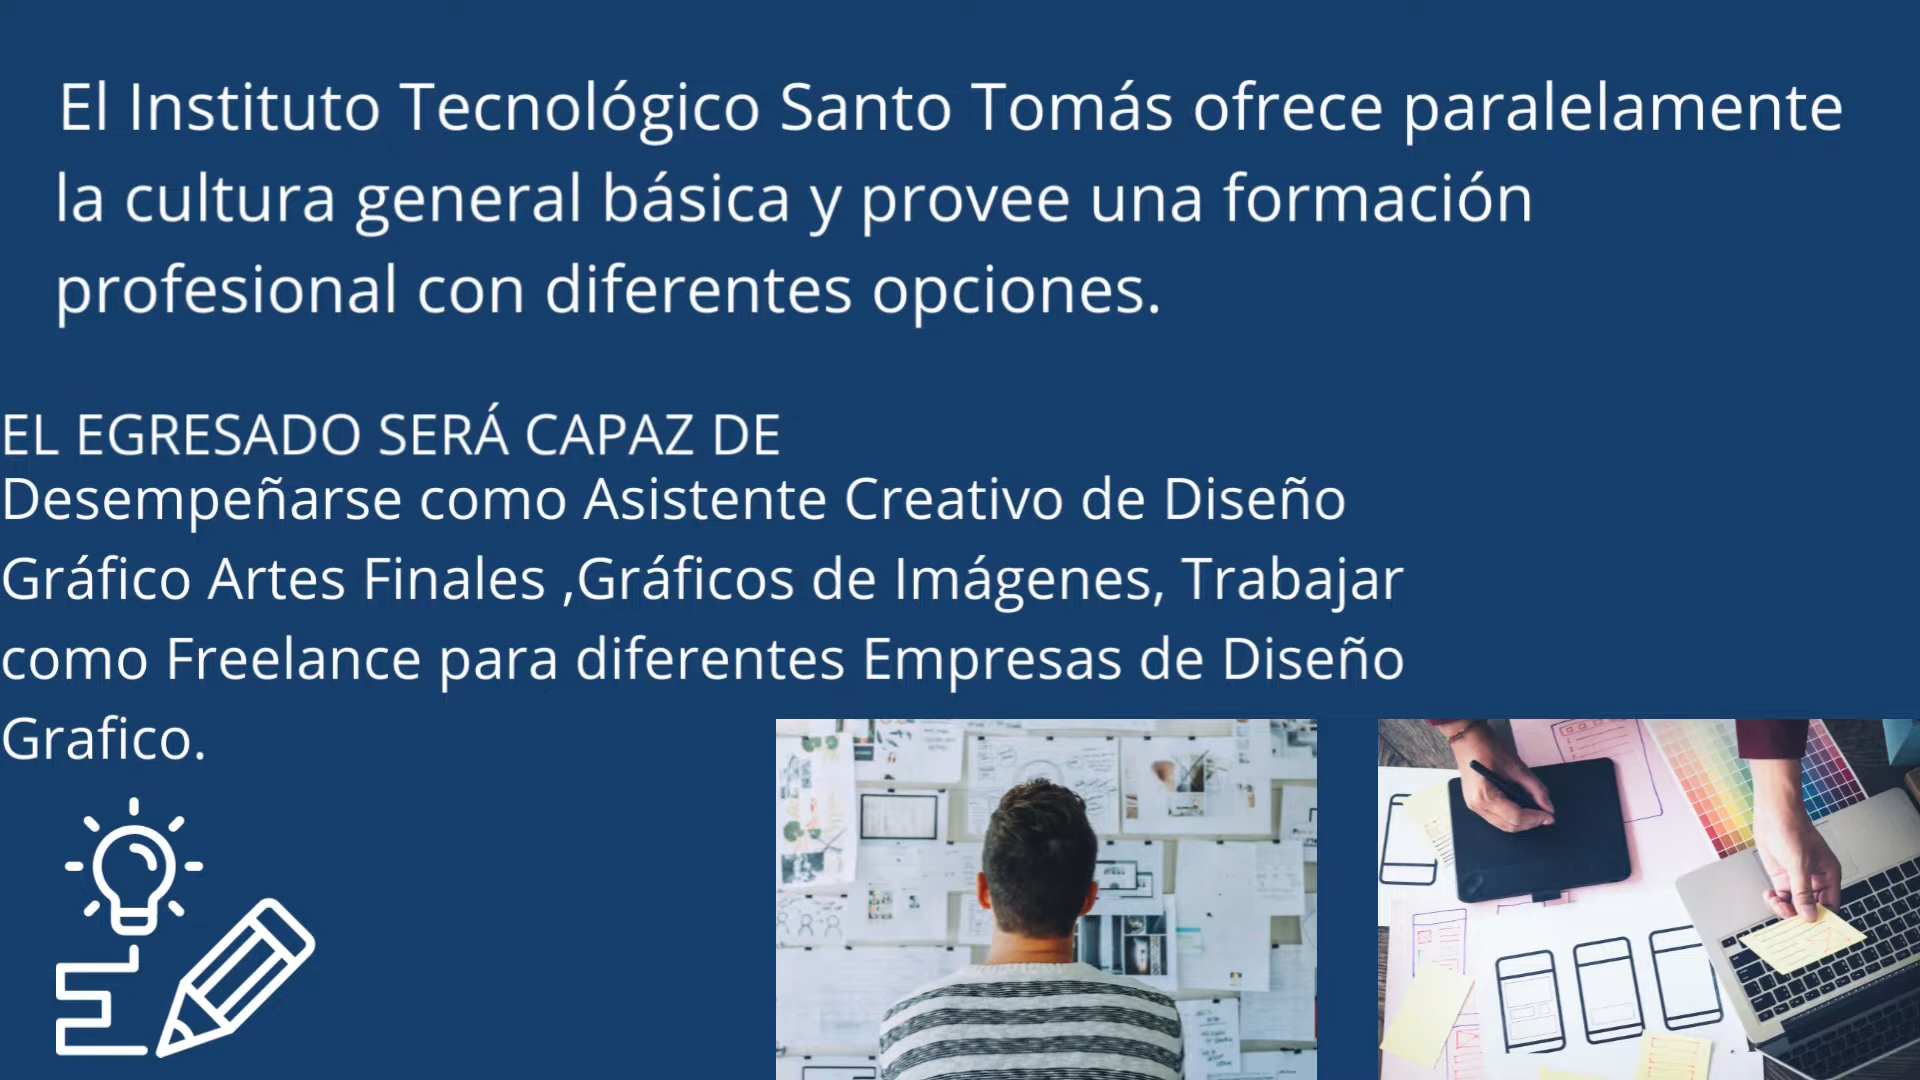 El Instituto Tecnológico Santo Tomás ofrece paralelamente
la cultura general básica y provee una formación
profesional con diferentes opciones.
EL EGRESADO SERÁ CAPAZ DE
Desempeñarse como Asistente Creativo de Diseño
Gráfico Artes Finales ,Gráficos de Imágenes, Trabajar
como Freelance para diferentes Empresas de Diseño
Grafico.